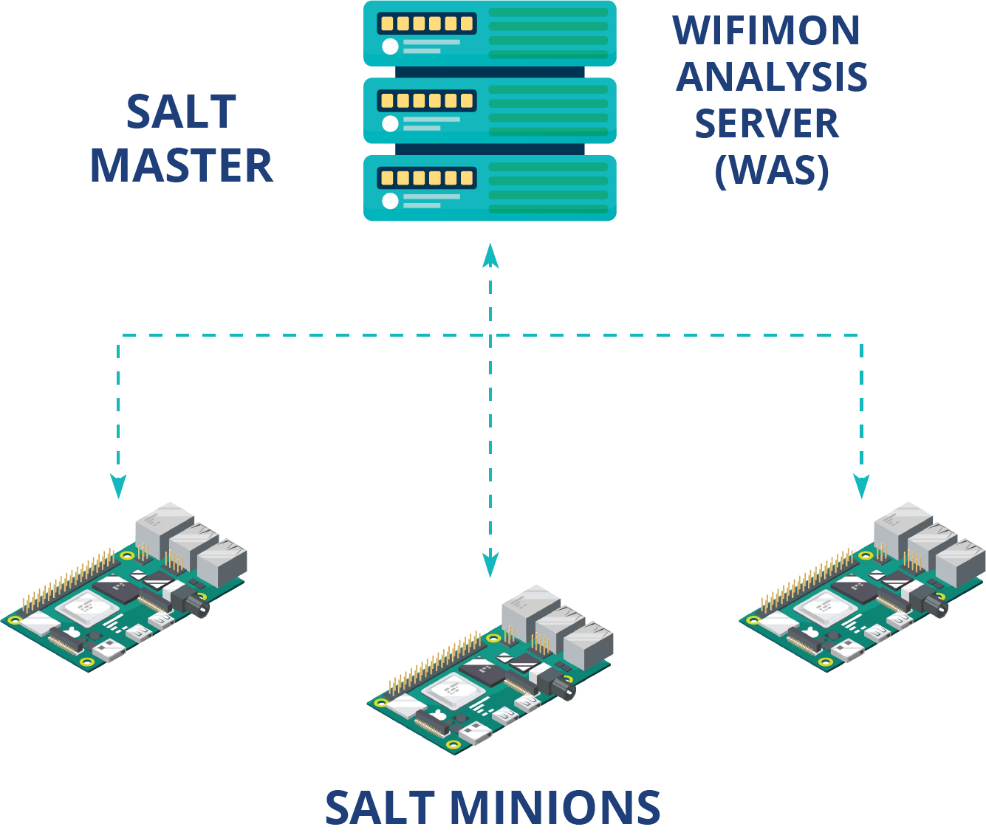 SALT
MASTER
WIFIMON
ANALYSIS
SERVER
(WAS)
SALT MINIONS